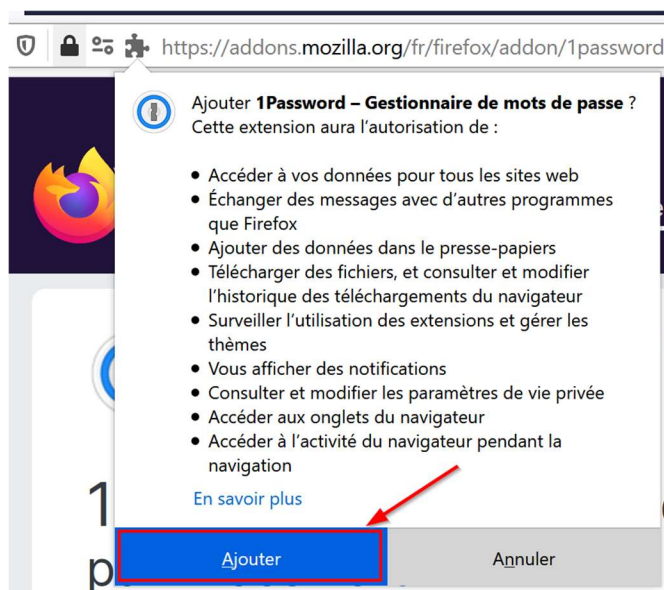 https://addons.mozilla.org/fr/firefox/addon/1password
Ajouter 1Password – Gestionnaire de mots de passe ?
Cette extension aura l’autorisation de :
• Accéder à vos données pour tous les sites web
• Échanger des messages avec d’autres programmes
que Firefox
• Ajouter des données dans le presse-papiers
• Télécharger des fichiers, et consulter et modifier
l’historique des téléchargements du navigateur
• Surveiller l’utilisation des extensions et gérer les
thèmes
• Vous afficher des notifications
• Consulter et modifier les paramètres de vie privée
• Accéder aux onglets du navigateur
• Accéder à l’activité du navigateur pendant la
navigation
En savoir plus
Ajouter
Annuler